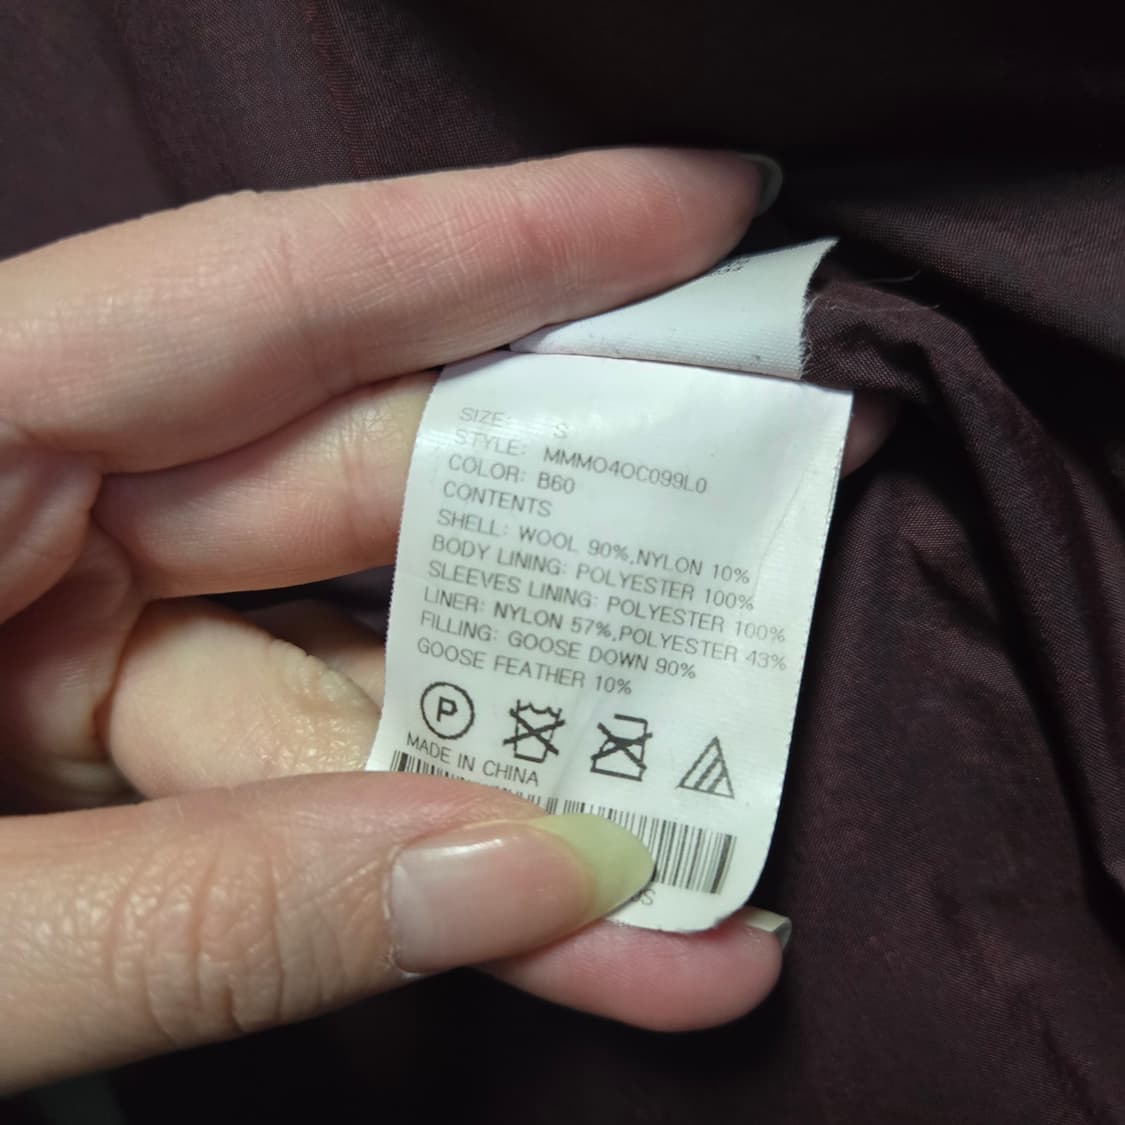 SIZE: S
STYLE: MMMO4OC099L0
COLOR: B60
CONTENTS
SHELL: WOOL 90%,NYLON 10%
BODY LINING: POLYESTER 100%
SLEEVES LINING: POLYESTER 100%
LINER: NYLON 57%,POLYESTER 43%
FILLING: GOOSE DOWN 90%
GOOSE FEATHER 10%
P
MADE IN CHINA